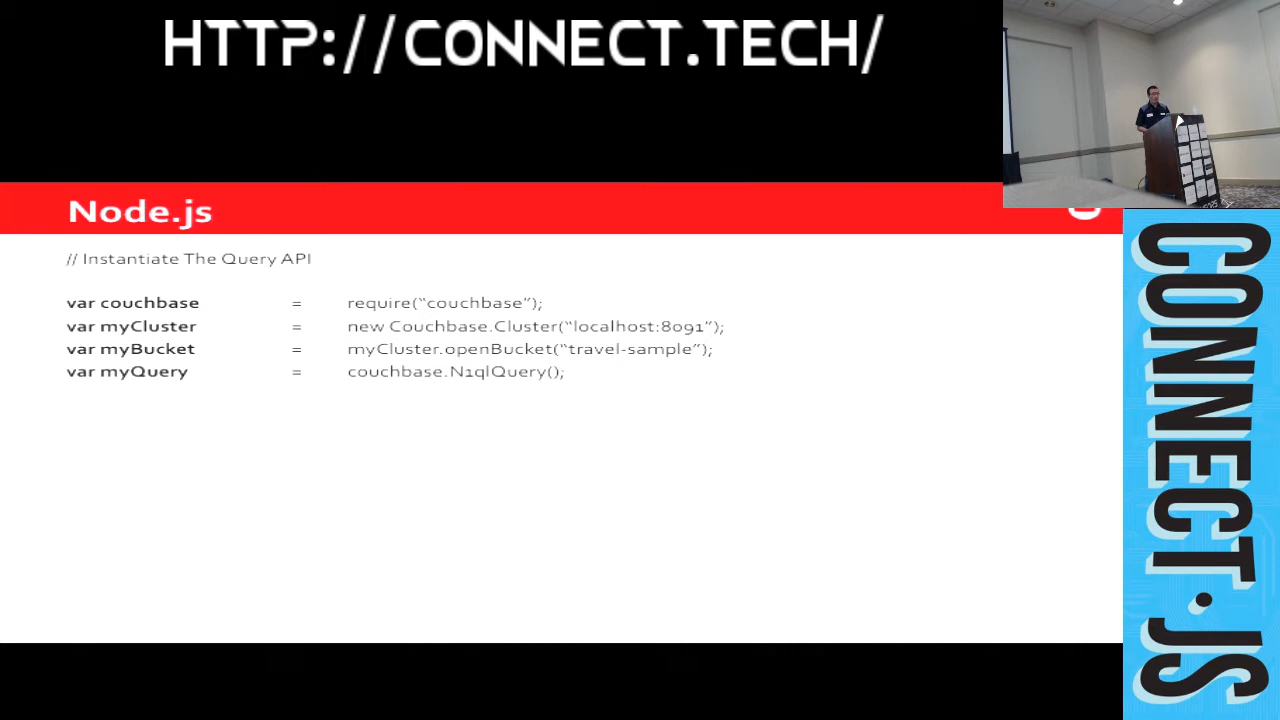 HTTP://CONNECT.TECH/
Node.js
// Instantiate The Query API
var couchbase = require(“couchbase”);
var myCluster = new Couchbase.Cluster(“localhost:8091”);
var myBucket = myCluster.openBucket(“travel-sample”);
var myQuery = couchbase.N1qlQuery();
CONNECT.JS